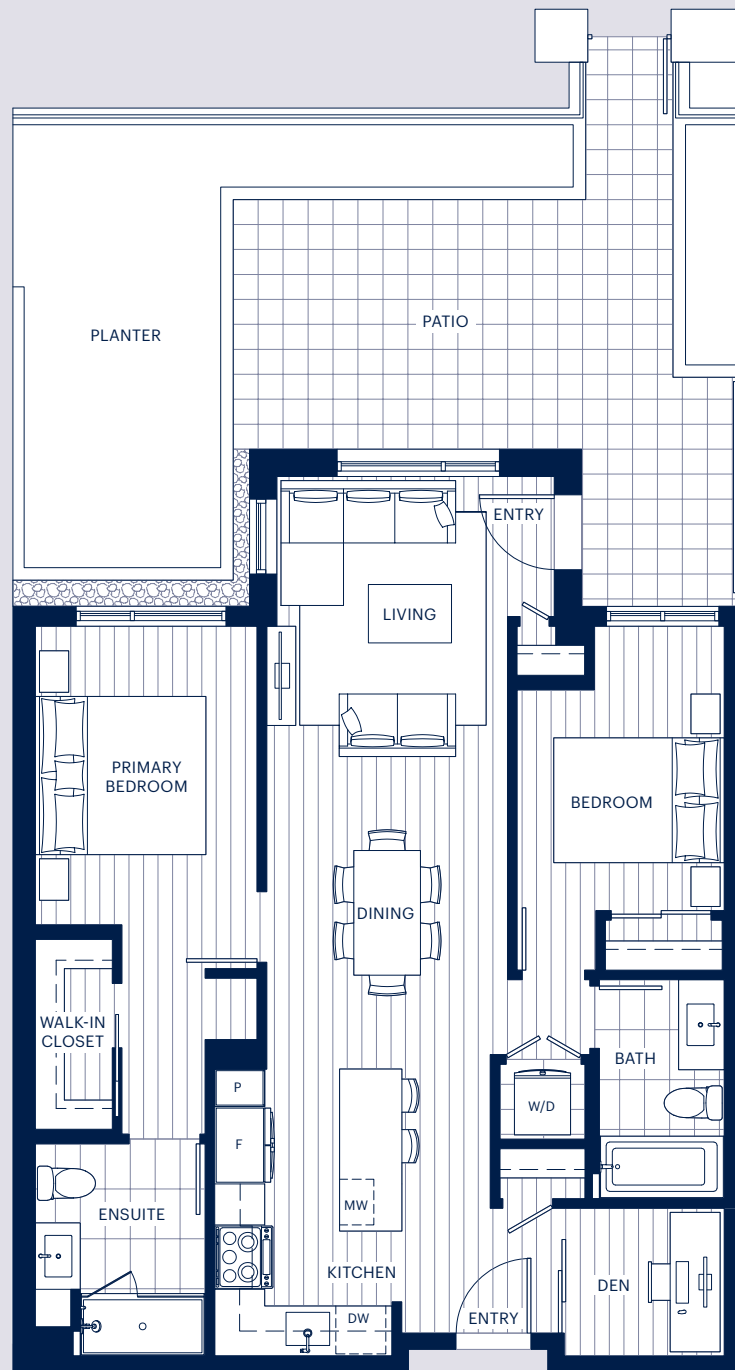 PLANTER
PATIO
ENTRY
LIVING
PRIMARY
BEDROOM
BEDROOM
DINING
WALK-IN
CLOSET
BATH
P
W/D
F
MW
ENSUITE
KITCHEN
DEN
DW
ENTRY